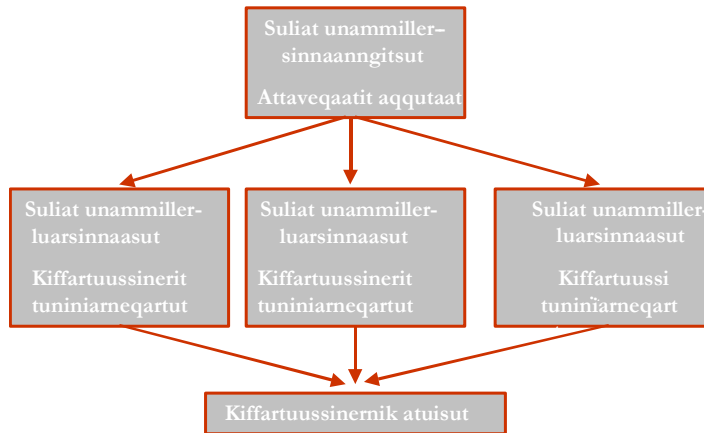 Suliat unammiller–
sinnaanngitsut
Attaveqaatit aqqutaat
Suliat unammiller-
luarsinnaasut
Kiffartuussinerit
tuniniarneqartut
Suliat unammiller-
luarsinnaasut
Kiffartuussinerit
tuniniarneqartut
Suliat unammiller-
luarsinnaasut
Kiffartuussi
tuniniarneqart
Kiffartuussinernik atuisut